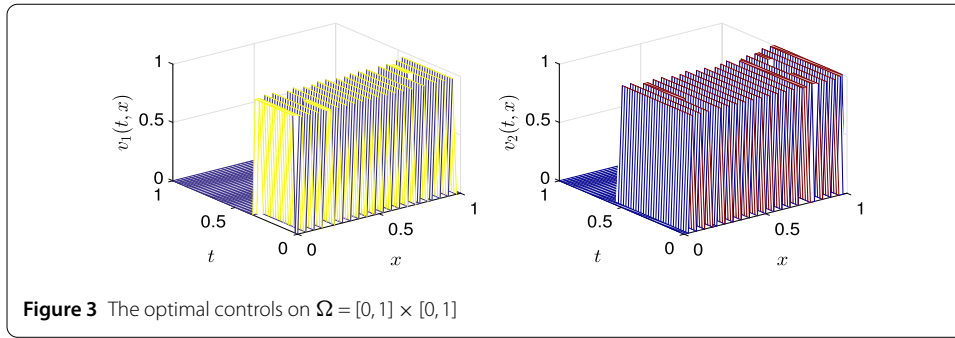 1
0.5
0
v₁(t, x)
1
0.5
0
t
0
0.5
1
x
1
0.5
0
v₂(t, x)
1
0.5
0
t
0
0.5
1
x
Figure 3 The optimal controls on Ω = [0, 1] × [0, 1]